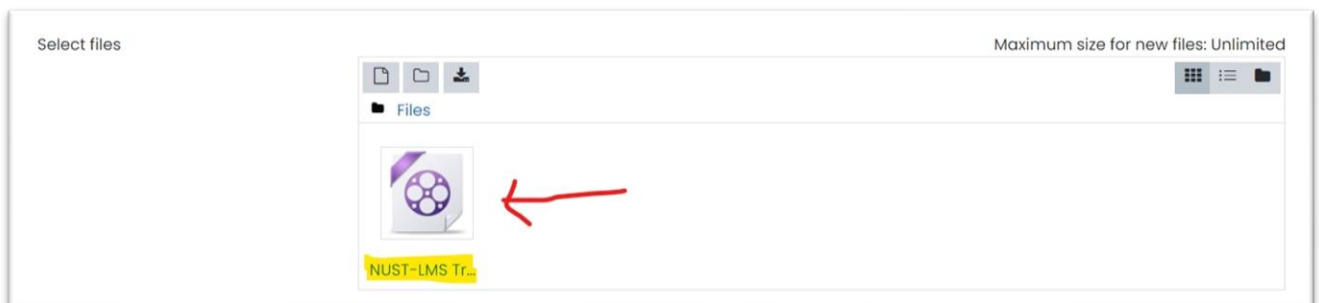 Select files
Maximum size for new files: Unlimited
Files
NUST-LMS Tr...